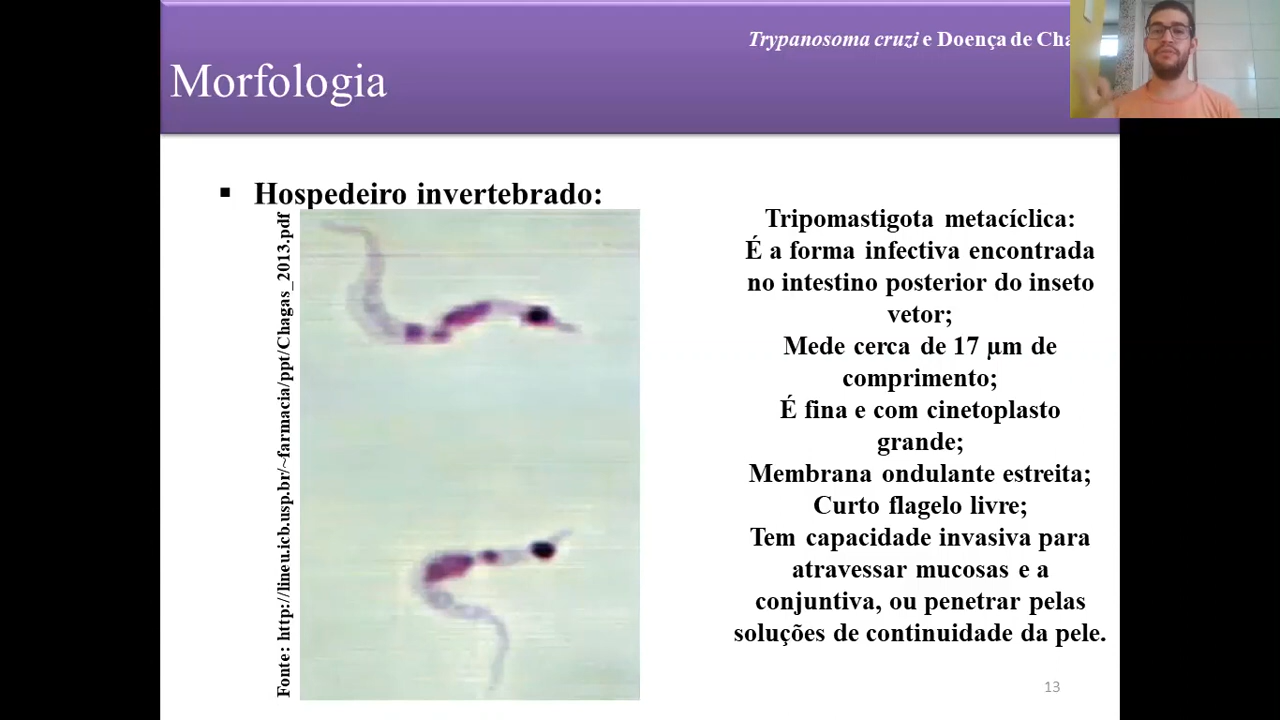 Trypanosoma cruzi e Doença de Cha
Morfologia
▪ Hospedeiro invertebrado:
Fonte: http://lineu.icb.usp.br/~farmacia/ppt/Chagas_2013.pdf
Tripomastigota metacíclica:
É a forma infectiva encontrada
no intestino posterior do inseto
vetor;
Mede cerca de 17 µm de
comprimento;
É fina e com cinetoplasto
grande;
Membrana ondulante estreita;
Curto flagelo livre;
Tem capacidade invasiva para
atravessar mucosas e a
conjuntiva, ou penetrar pelas
soluções de continuidade da pele.
13